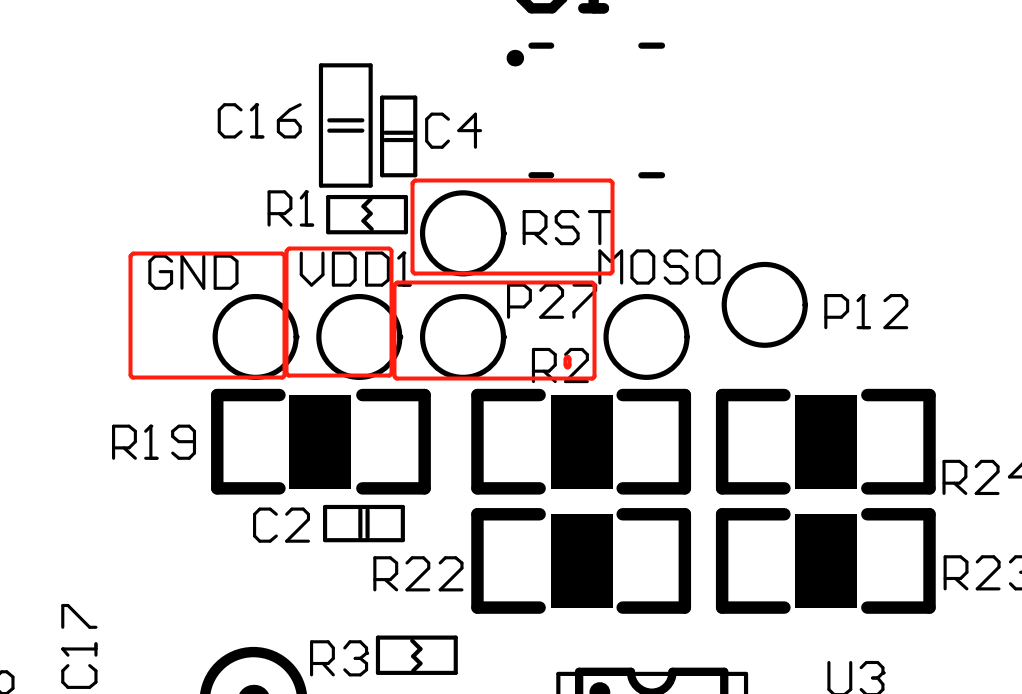 C16
C4
R1
RST
GND
VDD1
MOSO
P27
P12
R2
R19
R24
C2
R22
R23
C17
R3
U3